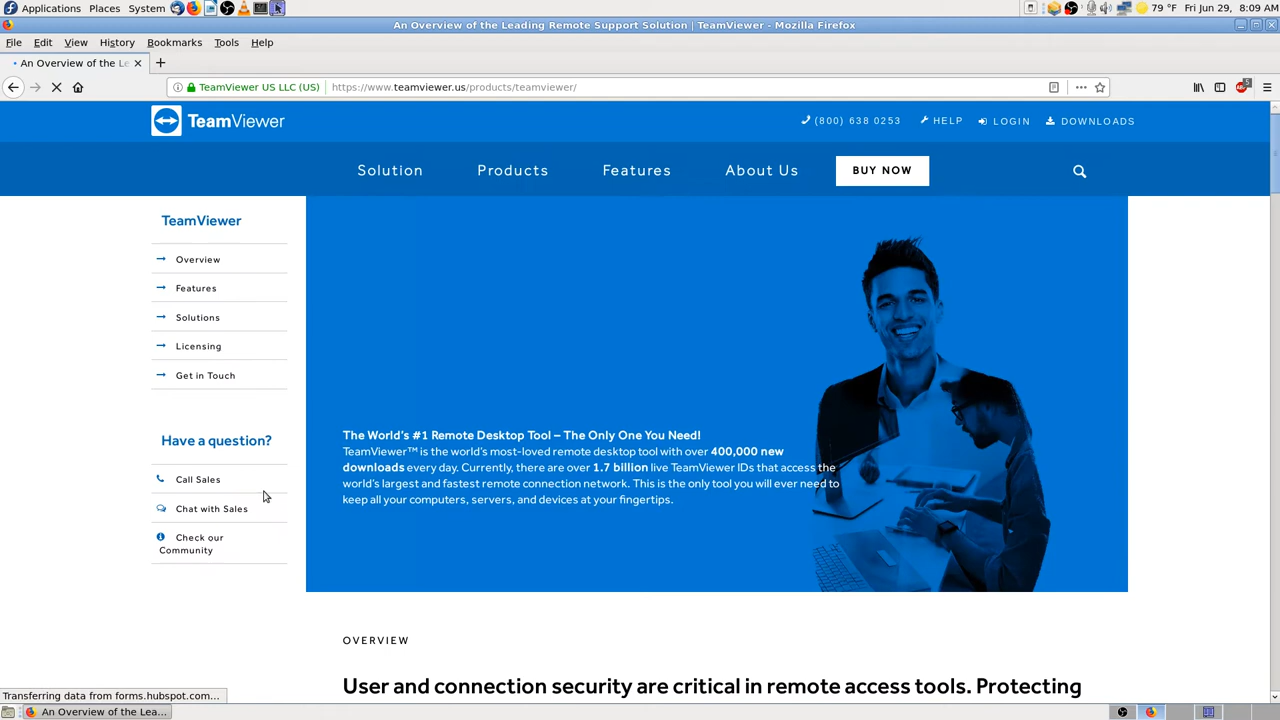 Applications Places System 79 °F Fri Jun 29, 8:09 AM
An Overview of the Leading Remote Support Solution | TeamViewer - Mozilla Firefox
File Edit View History Bookmarks Tools Help
An Overview of the Le
TeamViewer US LLC (US) https://www.teamviewer.us/products/teamviewer/
TeamViewer (800) 638 0253 HELP LOGIN DOWNLOADS
Solution Products Features About Us BUY NOW
TeamViewer
Overview
Features
Solutions
Licensing
Get in Touch
Have a question?
Call Sales
Chat with Sales
Check our
Community
The World's #1 Remote Desktop Tool – The Only One You Need!
TeamViewer™ is the world's most-loved remote desktop tool with over 400,000 new
downloads every day. Currently, there are over 1.7 billion live TeamViewer IDs that access the
world's largest and fastest remote connection network. This is the only tool you will ever need to
keep all your computers, servers, and devices at your fingertips.
OVERVIEW
User and connection security are critical in remote access tools. Protecting
Transferring data from forms.hubspot.com...
An Overview of the Lea...